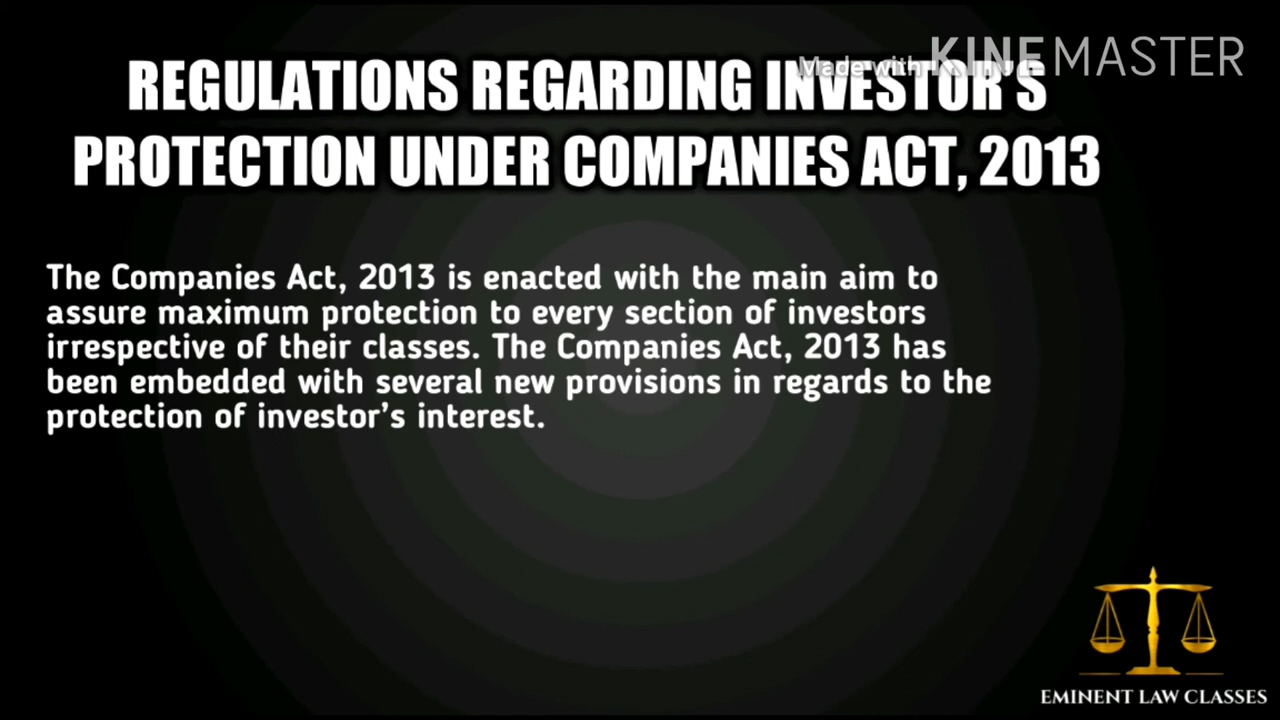 Made with KINEMASTER
REGULATIONS REGARDING INVESTOR'S
PROTECTION UNDER COMPANIES ACT, 2013
The Companies Act, 2013 is enacted with the main aim to
assure maximum protection to every section of investors
irrespective of their classes. The Companies Act, 2013 has
been embedded with several new provisions in regards to the
protection of investor’s interest.
EMINENT LAW CLASSES